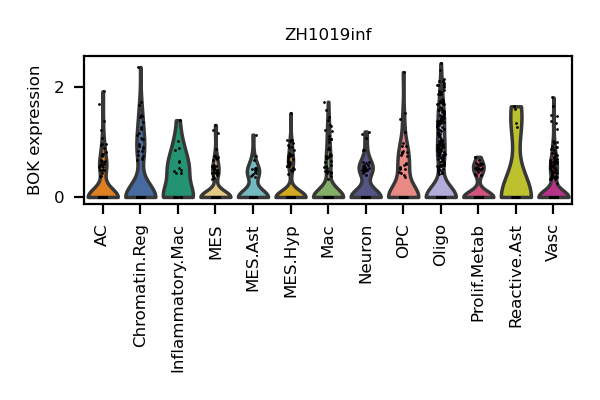 ZH1019inf
BOK expression
2
0
AC
Chromatin.Reg
Inflammatory.Mac
MES
MES.Ast
MES.Hyp
Mac
Neuron
OPC
Oligo
Prolif.Metab
Reactive.Ast
Vasc